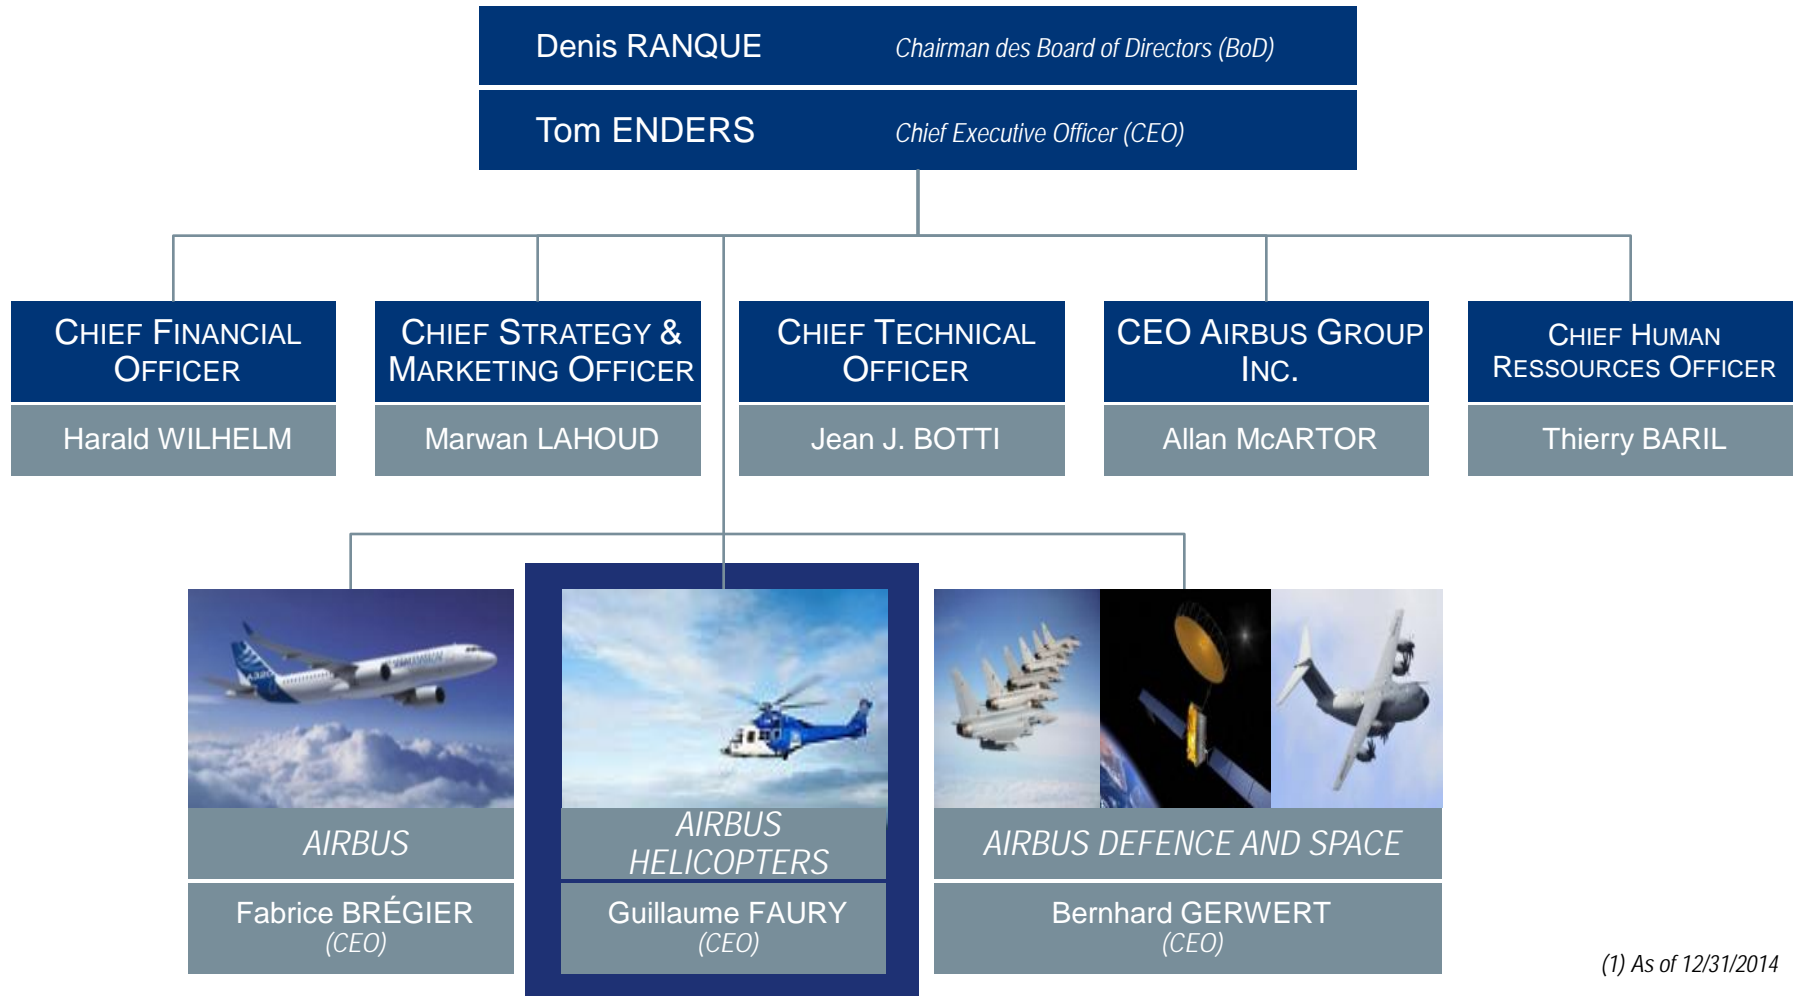 Denis RANQUE Chairman des Board of Directors (BoD)
Tom ENDERS Chief Executive Officer (CEO)
CHIEF FINANCIAL
OFFICER
Harald WILHELM
CHIEF STRATEGY &
MARKETING OFFICER
Marwan LAHOUD
CHIEF TECHNICAL
OFFICER
Jean J. BOTTI
CEO AIRBUS GROUP
INC.
Allan McARTOR
CHIEF HUMAN
RESSOURCES OFFICER
Thierry BARIL
A320
AIRBUS
Fabrice BRÉGIER
(CEO)
AIRBUS
HELICOPTERS
Guillaume FAURY
(CEO)
AIRBUS DEFENCE AND SPACE
Bernhard GERWERT
(CEO)
(1) As of 12/31/2014